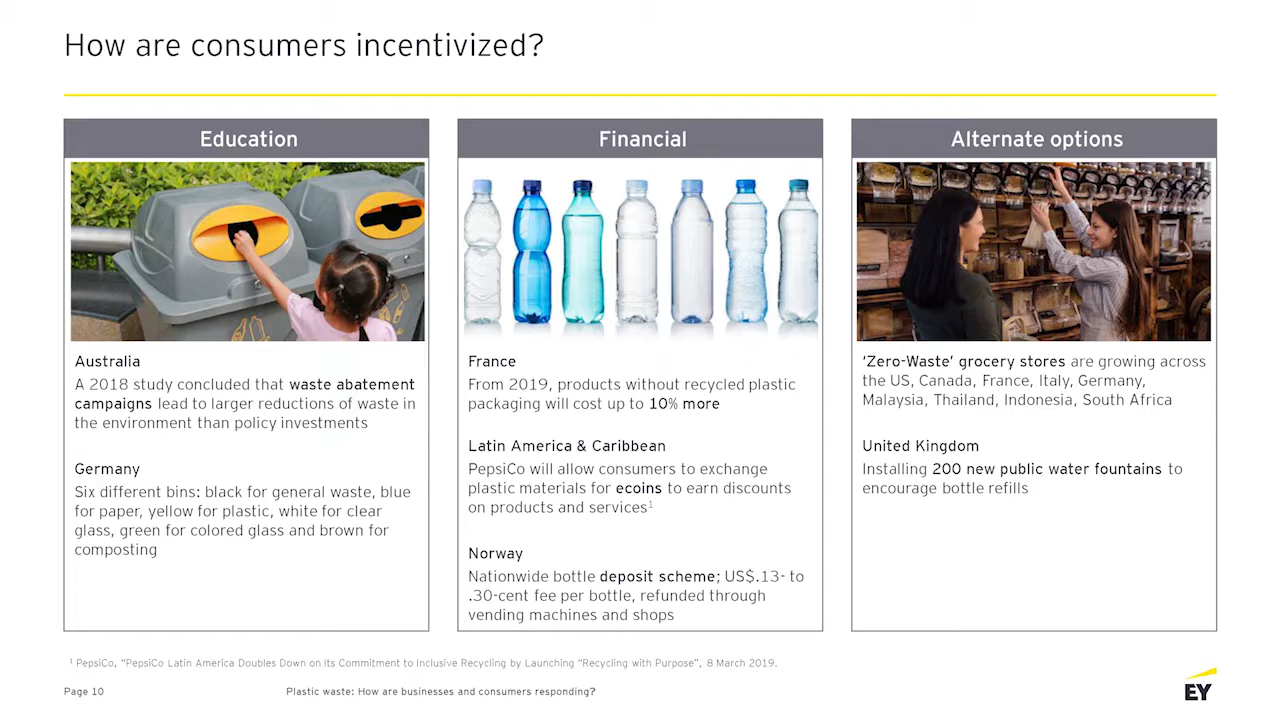 How are consumers incentivized?
Education
Australia
A 2018 study concluded that waste abatement
campaigns lead to larger reductions of waste in
the environment than policy investments
Germany
Six different bins: black for general waste, blue
for paper, yellow for plastic, white for clear
glass, green for colored glass and brown for
composting
Financial
France
From 2019, products without recycled plastic
packaging will cost up to 10% more
Latin America & Caribbean
PepsiCo will allow consumers to exchange
plastic materials for ecoins to earn discounts
on products and services¹
Norway
Nationwide bottle deposit scheme; US$.13- to
.30-cent fee per bottle, refunded through
vending machines and shops
Alternate options
‘Zero-Waste’ grocery stores are growing across
the US, Canada, France, Italy, Germany,
Malaysia, Thailand, Indonesia, South Africa
United Kingdom
Installing 200 new public water fountains to
encourage bottle refills
¹ PepsiCo, “PepsiCo Latin America Doubles Down on Its Commitment to Inclusive Recycling by Launching “Recycling with Purpose”, 8 March 2019.
Page 10
Plastic waste: How are businesses and consumers responding?
EY